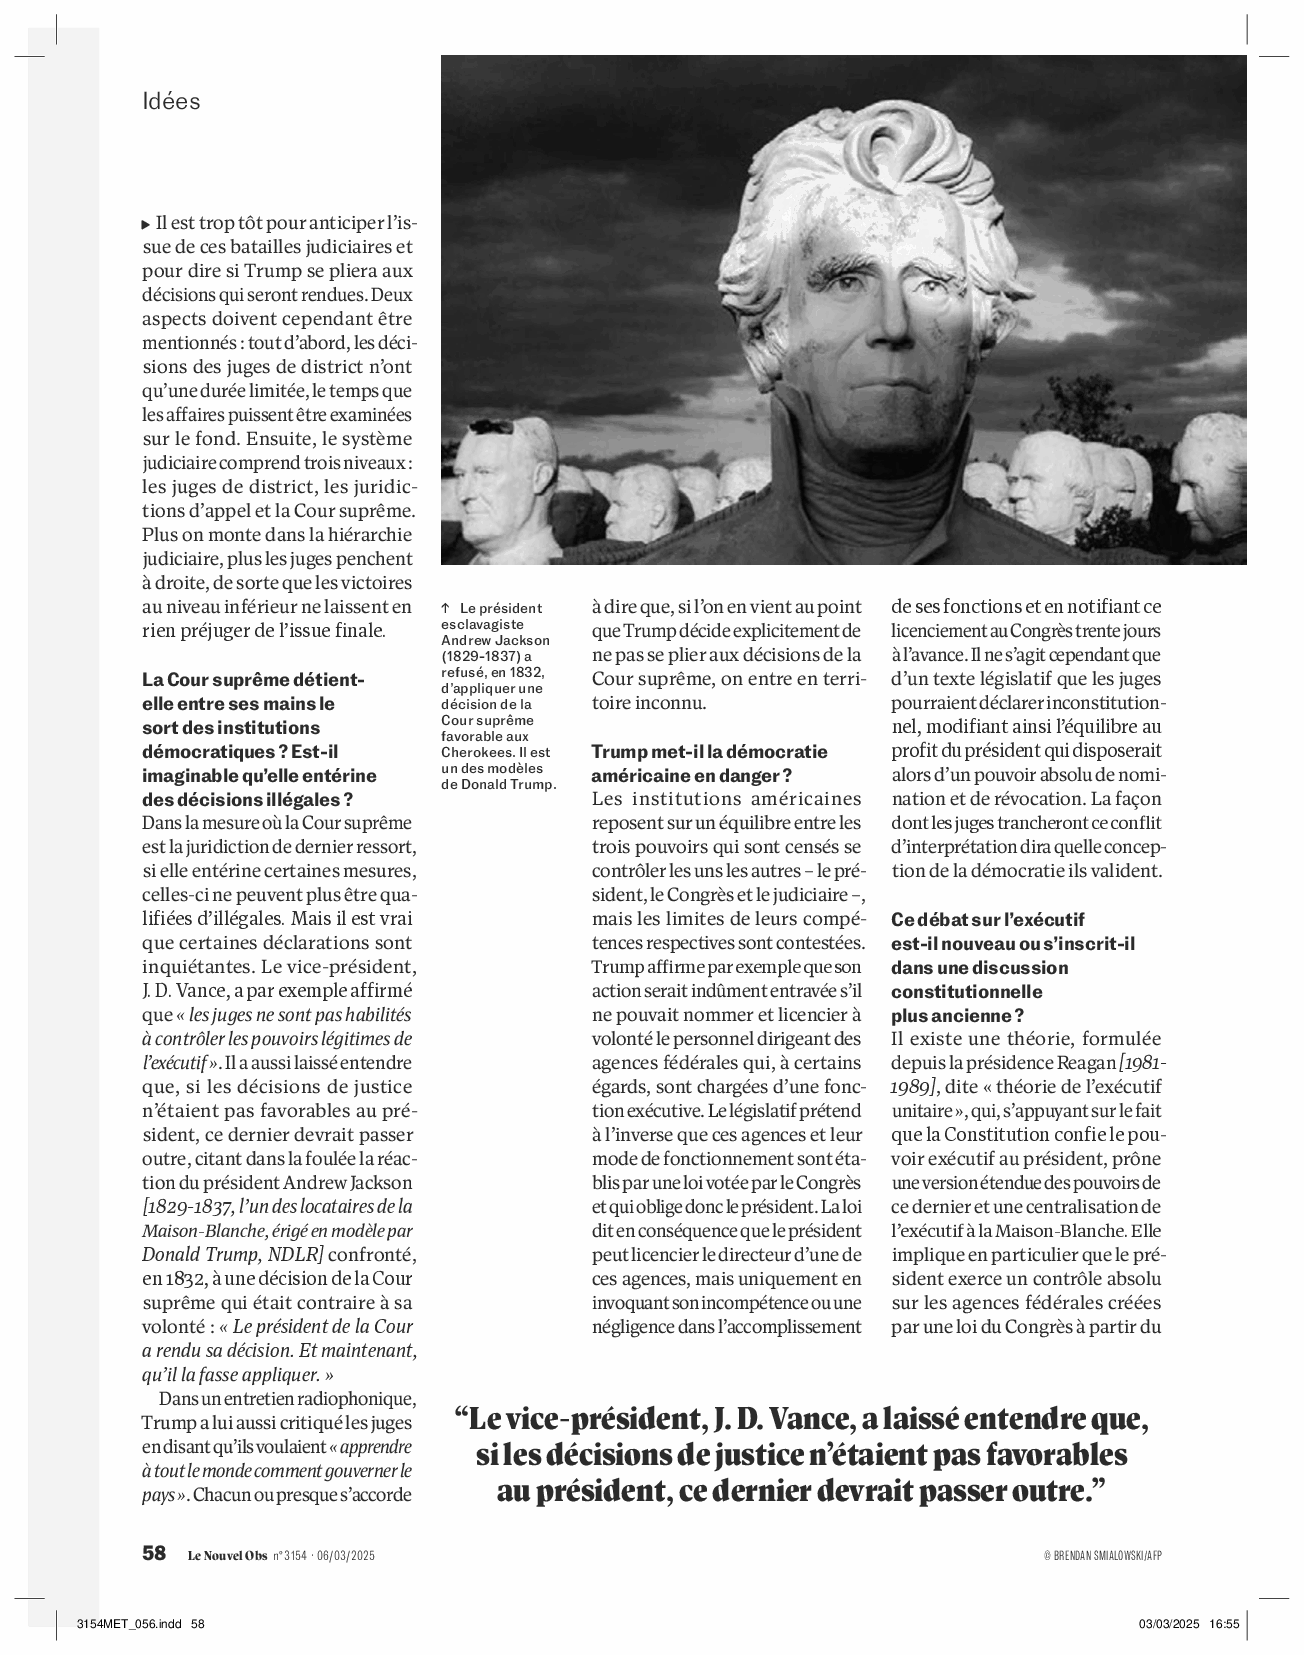 Idées
▸ Il est trop tôt pour anticiper l’is-
sue de ces batailles judiciaires et
pour dire si Trump se pliera aux
décisions qui seront rendues. Deux
aspects doivent cependant être
mentionnés : tout d’abord, les déci-
sions des juges de district n’ont
qu’une durée limitée, le temps que
les affaires puissent être examinées
sur le fond. Ensuite, le système
judiciaire comprend trois niveaux :
les juges de district, les juridic-
tions d’appel et la Cour suprême.
Plus on monte dans la hiérarchie
judiciaire, plus les juges penchent
à droite, de sorte que les victoires
au niveau inférieur ne laissent en
rien préjuger de l’issue finale.
La Cour suprême détient-
elle entre ses mains le
sort des institutions
démocratiques ? Est-il
imaginable qu’elle entérine
des décisions illégales ?
Dans la mesure où la Cour suprême
est la juridiction de dernier ressort,
si elle entérine certaines mesures,
celles-ci ne peuvent plus être qua-
lifiées d’illégales. Mais il est vrai
que certaines déclarations sont
inquiétantes. Le vice-président,
J. D. Vance, a par exemple affirmé
que « les juges ne sont pas habilités
à contrôler les pouvoirs légitimes de
l’exécutif ». Il a aussi laissé entendre
que, si les décisions de justice
n’étaient pas favorables au pré-
sident, ce dernier devrait passer
outre, citant dans la foulée la réac-
tion du président Andrew Jackson
[1829-1837, l’un des locataires de la
Maison-Blanche, érigé en modèle par
Donald Trump, NDLR] confronté,
en 1832, à une décision de la Cour
suprême qui était contraire à sa
volonté : « Le président de la Cour
a rendu sa décision. Et maintenant,
qu’il la fasse appliquer. »
Dans un entretien radiophonique,
Trump a lui aussi critiqué les juges
en disant qu’ils voulaient « apprendre
à tout le monde comment gouverner le
pays ». Chacun ou presque s’accorde
↑ Le président
esclavagiste
Andrew Jackson
(1829-1837) a
refusé, en 1832,
d’appliquer une
décision de la
Cour suprême
favorable aux
Cherokees. Il est
un des modèles
de Donald Trump.
à dire que, si l’on en vient au point
que Trump décide explicitement de
ne pas se plier aux décisions de la
Cour suprême, on entre en terri-
toire inconnu.
Trump met-il la démocratie
américaine en danger ?
Les institutions américaines
reposent sur un équilibre entre les
trois pouvoirs qui sont censés se
contrôler les uns les autres – le pré-
sident, le Congrès et le judiciaire –,
mais les limites de leurs compé-
tences respectives sont contestées.
Trump affirme par exemple que son
action serait indûment entravée s’il
ne pouvait nommer et licencier à
volonté le personnel dirigeant des
agences fédérales qui, à certains
égards, sont chargées d’une fonc-
tion exécutive. Le législatif prétend
à l’inverse que ces agences et leur
mode de fonctionnement sont éta-
blis par une loi votée par le Congrès
et qui oblige donc le président. La loi
dit en conséquence que le président
peut licencier le directeur d’une de
ces agences, mais uniquement en
invoquant son incompétence ou une
négligence dans l’accomplissement
de ses fonctions et en notifiant ce
licenciement au Congrès trente jours
à l’avance. Il ne s’agit cependant que
d’un texte législatif que les juges
pourraient déclarer inconstitution-
nel, modifiant ainsi l’équilibre au
profit du président qui disposerait
alors d’un pouvoir absolu de nomi-
nation et de révocation. La façon
dont les juges trancheront ce conflit
d’interprétation dira quelle concep-
tion de la démocratie ils valident.
Ce débat sur l’exécutif
est-il nouveau ou s’inscrit-il
dans une discussion
constitutionnelle
plus ancienne ?
Il existe une théorie, formulée
depuis la présidence Reagan [1981-
1989], dite « théorie de l’exécutif
unitaire », qui, s’appuyant sur le fait
que la Constitution confie le pou-
voir exécutif au président, prône
une version étendue des pouvoirs de
ce dernier et une centralisation de
l’exécutif à la Maison-Blanche. Elle
implique en particulier que le pré-
sident exerce un contrôle absolu
sur les agences fédérales créées
par une loi du Congrès à partir du
“Le vice-président, J. D. Vance, a laissé entendre que,
si les décisions de justice n’étaient pas favorables
au président, ce dernier devrait passer outre.”
58 Le Nouvel Obs n° 3154 · 06/03/2025
© BRENDAN SMIALOWSKI/AFP
3154MET_056.indd 58
03/03/2025 16:55